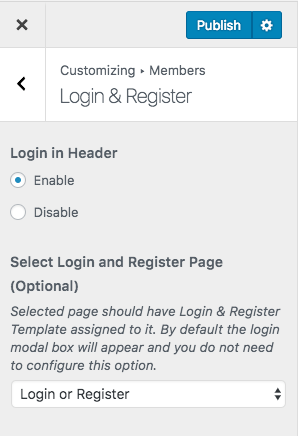 Publish
Customizing ▸ Members
Login & Register
Login in Header
Enable
Disable
Select Login and Register Page
(Optional)
Selected page should have Login & Register
Template assigned to it. By default the login
modal box will appear and you do not need
to configure this option.
Login or Register